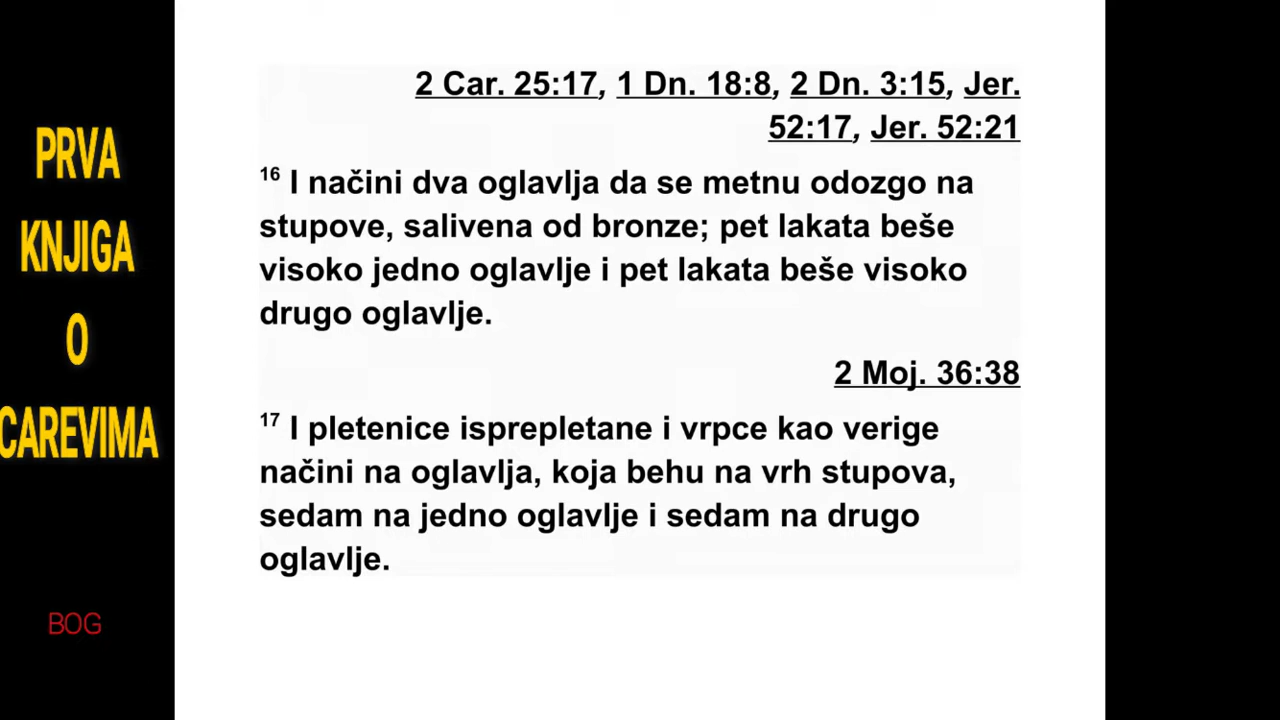 PRVA
KNJIGA
O
CAREVIMA
BOG
2 Car. 25:17, 1 Dn. 18:8, 2 Dn. 3:15, Jer.
52:17, Jer. 52:21
16 I načini dva oglavlja da se metnu odozgo na
stupove, salivena od bronze; pet lakata beše
visoko jedno oglavlje i pet lakata beše visoko
drugo oglavlje.
2 Moj. 36:38
17 I pletenice isprepletane i vrpce kao verige
načini na oglavlja, koja behu na vrh stupova,
sedam na jedno oglavlje i sedam na drugo
oglavlje.